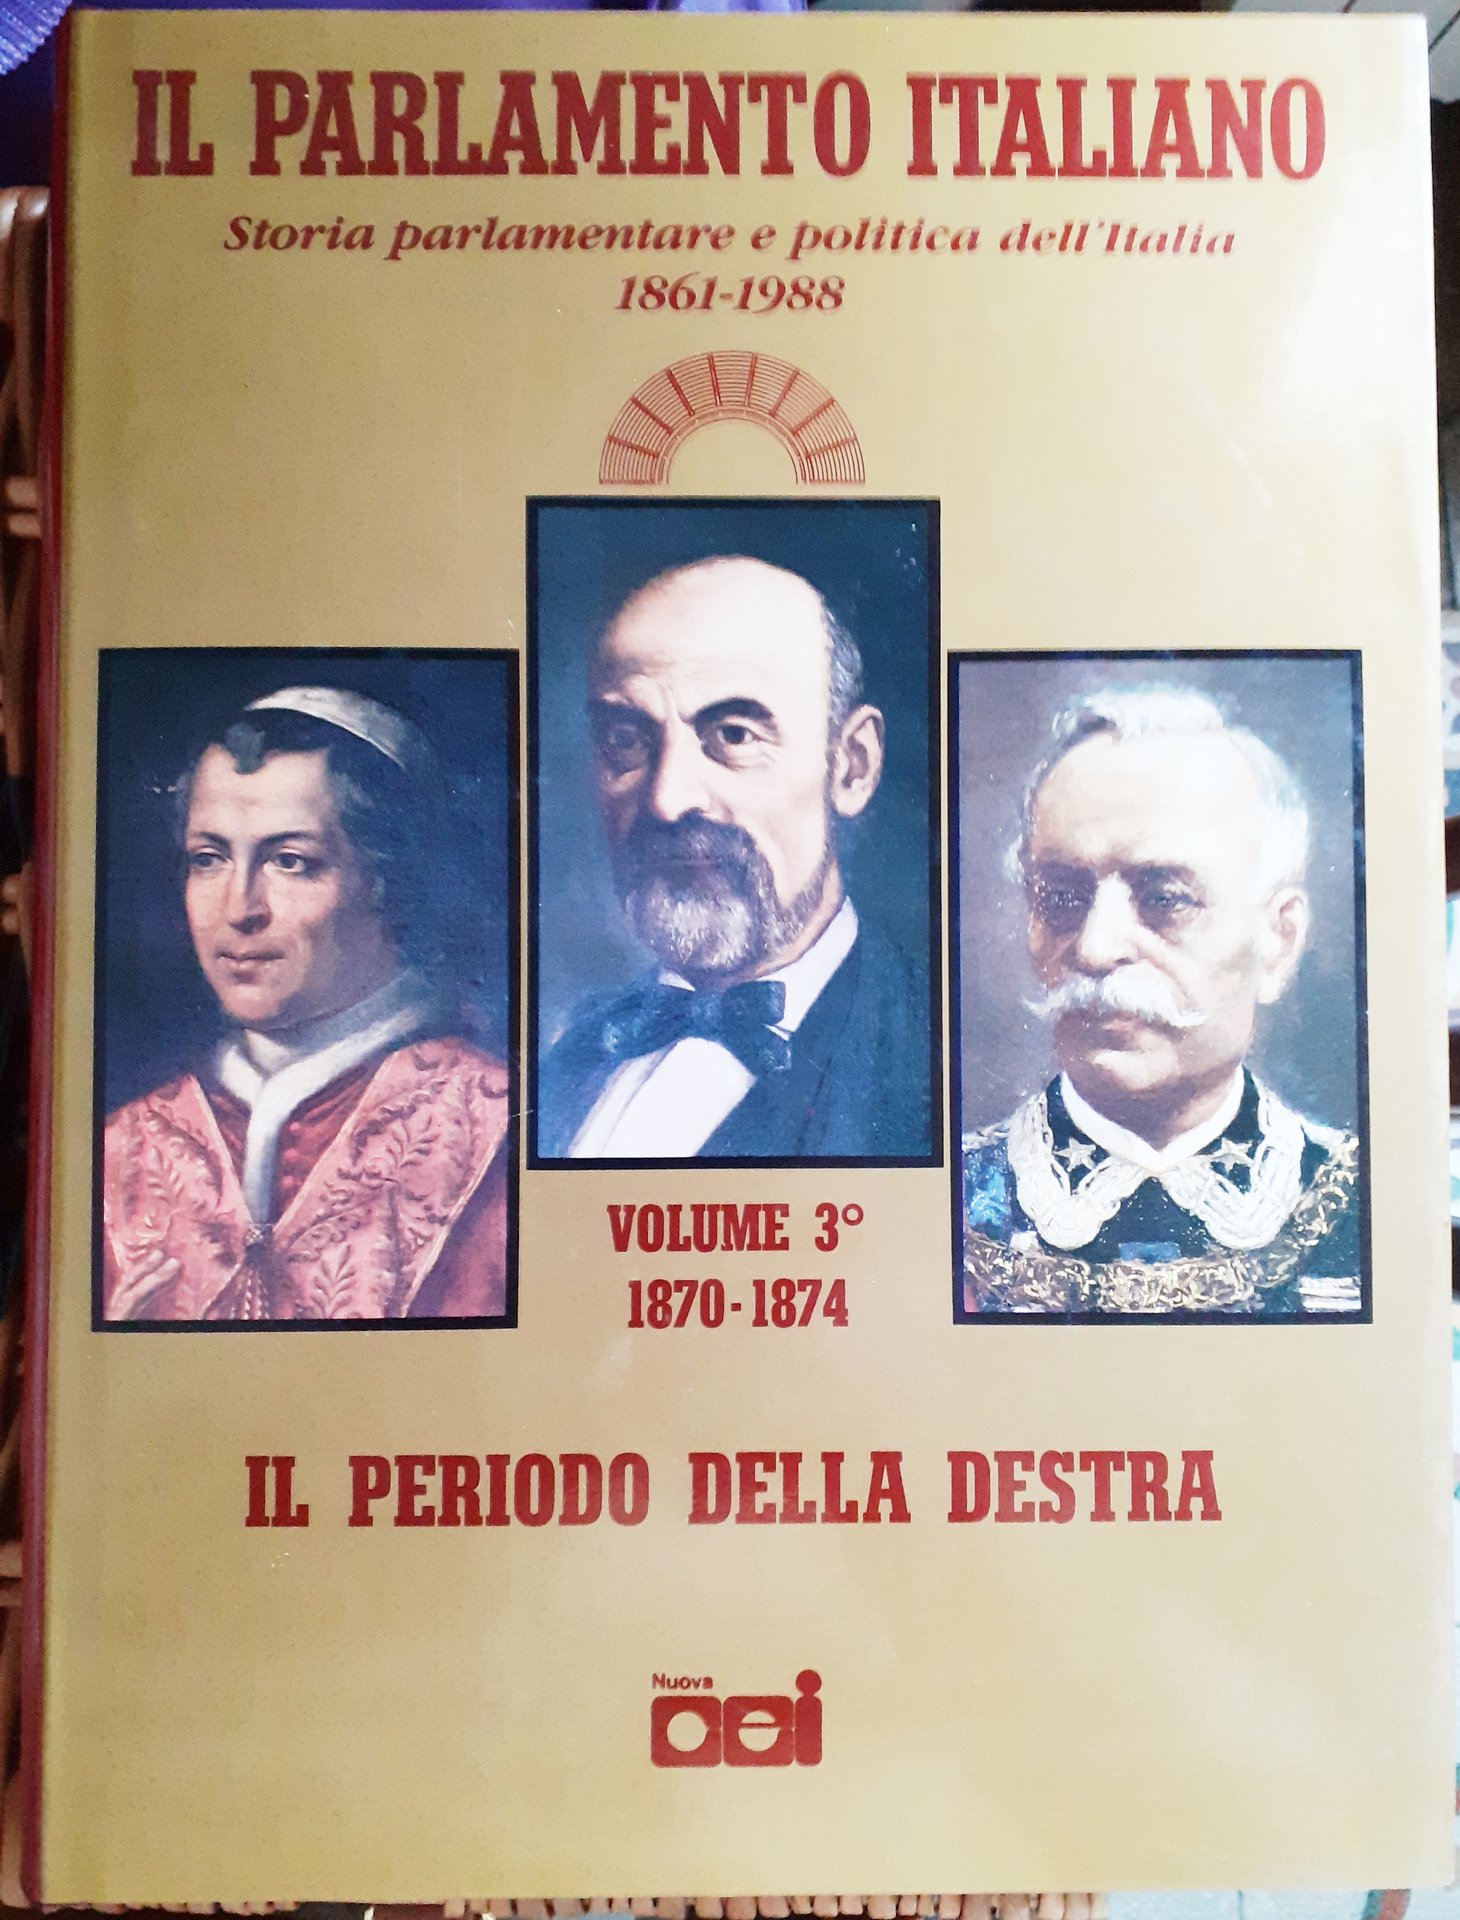 IL PARLAMENTO ITALIANO
Storia parlamentare e politica dell'Italia
1861-1988
VOLUME 3°
1870-1874
IL PERIODO DELLA DESTRA
Nuova
cei